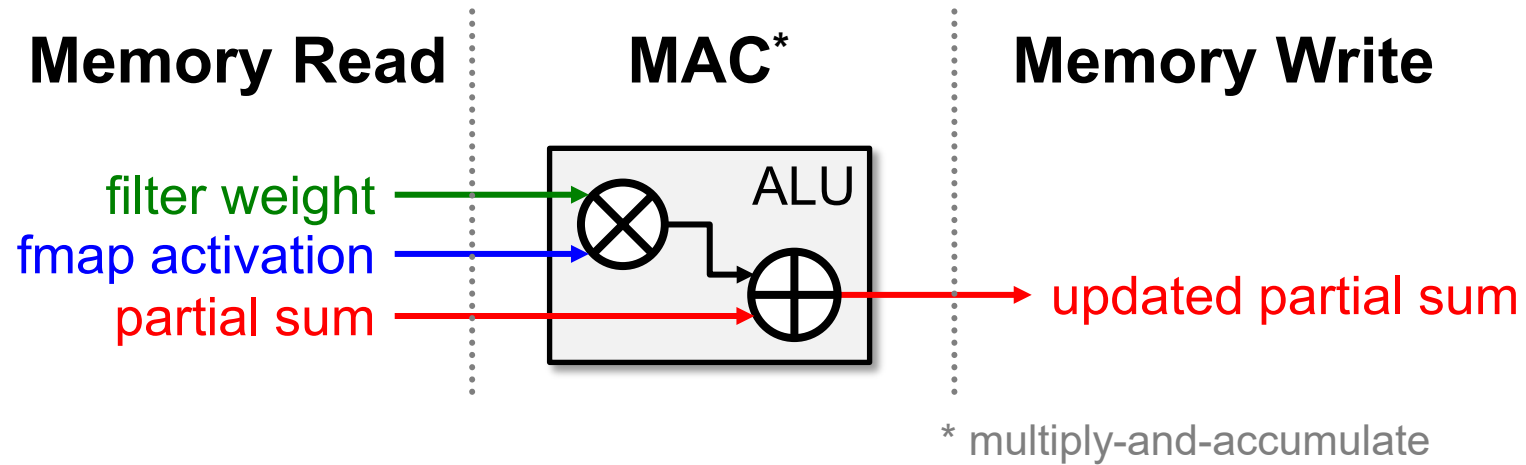 Memory Read
MAC*
Memory Write
ALU
filter weight
fmap activation
partial sum
updated partial sum
* multiply-and-accumulate